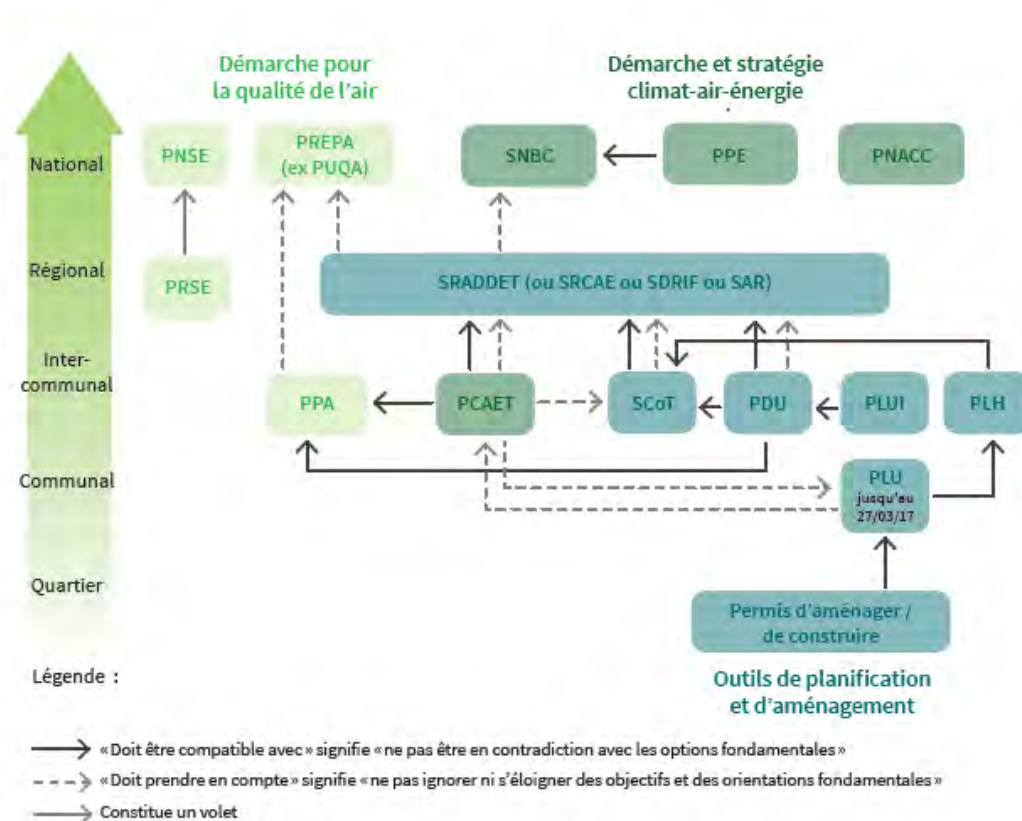 Démarche pour
la qualité de l'air
Démarche et stratégie
climat-air-énergie
National
PNSE
PREPA
(ex PUQA)
SNBC
PPE
PNACC
Régional
PRSE
SRADDET (ou SRCAE ou SDRIF ou SAR)
Inter-
communal
PPA
PCAET
SCoT
PDU
PLUI
PLH
Communal
PLU
jusqu'au
27/03/17
Quartier
Permis d'aménager /
de construire
Légende :
Outils de planification
et d'aménagement
« Doit être compatible avec » signifie « ne pas être en contradiction avec les options fondamentales »
« Doit prendre en compte » signifie « ne pas ignorer ni s'éloigner des objectifs et des orientations fondamentales »
Constitue un volet